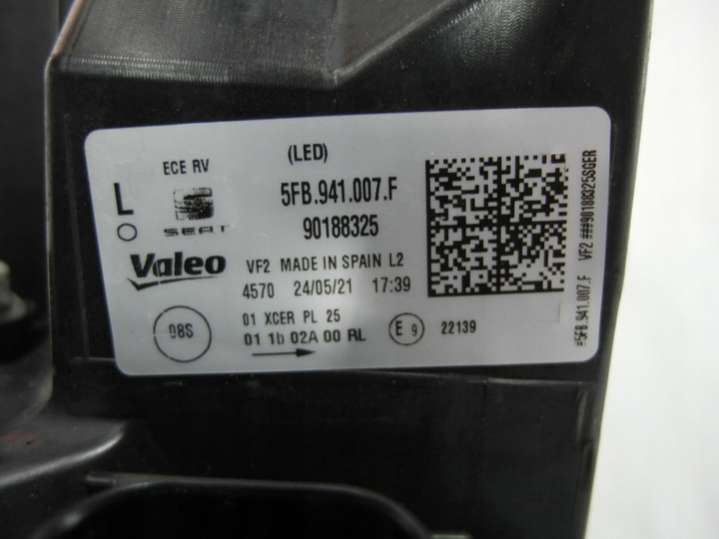 (LED)
ECE RV
L
5FB.941.007.F
SEAT
90188325
Valeo
VF2 MADE IN SPAIN L2
4570 24/05/21 17:39
98S
01 XCER PL 25
01 1b 02A 00 RL
E 9
22139
5FB.941.007. F VF2